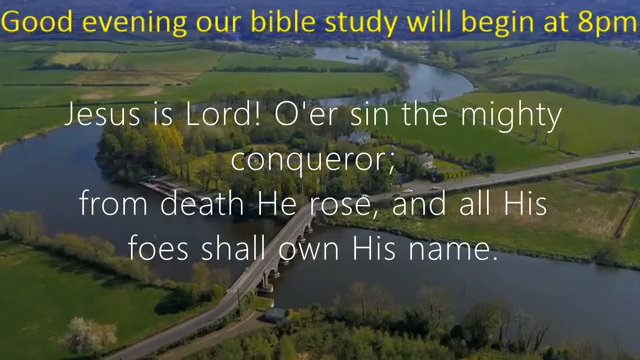 Good evening our bible study will begin at 8pm
Jesus is Lord! O'er sin the mighty
conqueror;
from death He rose, and all His
foes shall own His name.